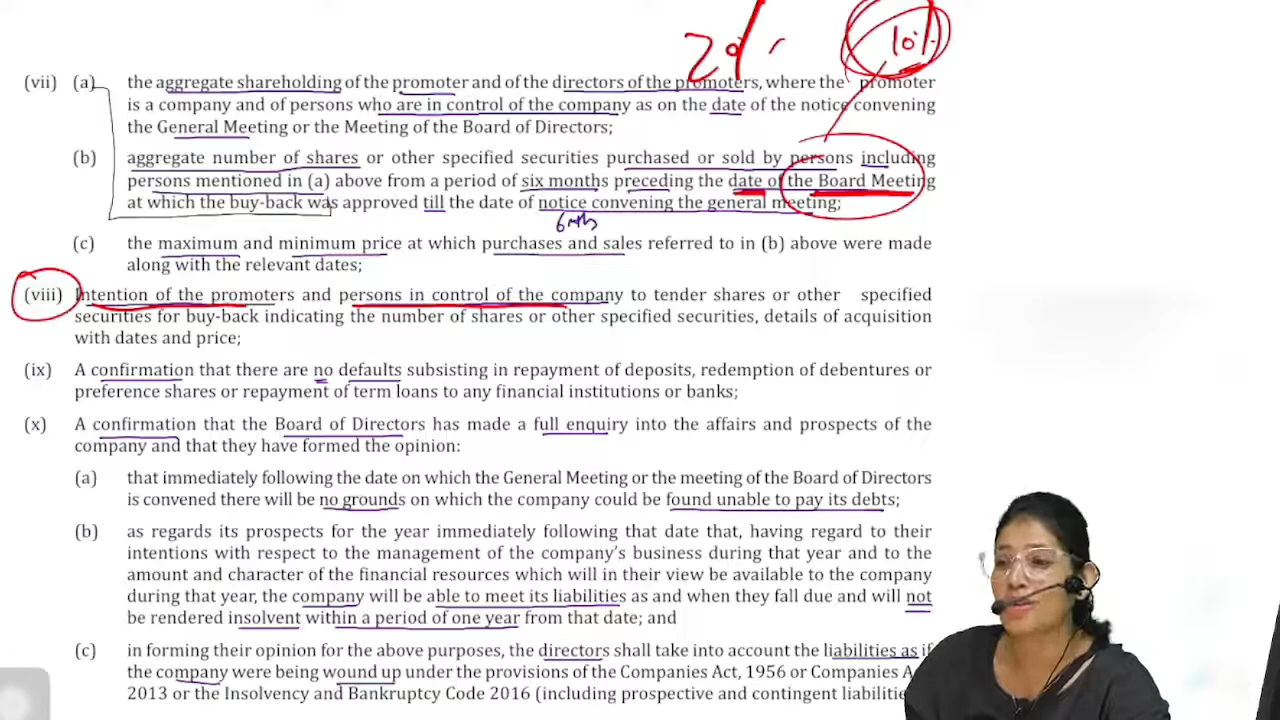 2%
10%
(vii) (a) the aggregate shareholding of the promoter and of the directors of the promoters, where the promoter
is a company and of persons who are in control of the company as on the date of the notice convening
the General Meeting or the Meeting of the Board of Directors;
(b) aggregate number of shares or other specified securities purchased or sold by persons including
persons mentioned in (a) above from a period of six months preceding the date of the Board Meeting
at which the buy-back was approved till the date of notice convening the general meeting;
(c) the maximum and minimum price at which purchases and sales referred to in (b) above were made
along with the relevant dates;
(viii) Intention of the promoters and persons in control of the company to tender shares or other specified
securities for buy-back indicating the number of shares or other specified securities, details of acquisition
with dates and price;
(ix) A confirmation that there are no defaults subsisting in repayment of deposits, redemption of debentures or
preference shares or repayment of term loans to any financial institutions or banks;
(x) A confirmation that the Board of Directors has made a full enquiry into the affairs and prospects of the
company and that they have formed the opinion:
(a) that immediately following the date on which the General Meeting or the meeting of the Board of Directors
is convened there will be no grounds on which the company could be found unable to pay its debts;
(b) as regards its prospects for the year immediately following that date that, having regard to their
intentions with respect to the management of the company's business during that year and to the
amount and character of the financial resources which will in their view be available to the company
during that year, the company will be able to meet its liabilities as and when they fall due and will not
be rendered insolvent within a period of one year from that date; and
(c) in forming their opinion for the above purposes, the directors shall take into account the liabilities as if
the company were being wound up under the provisions of the Companies Act, 1956 or Companies
2013 or the Insolvency and Bankruptcy Code 2016 (including prospective and contingent